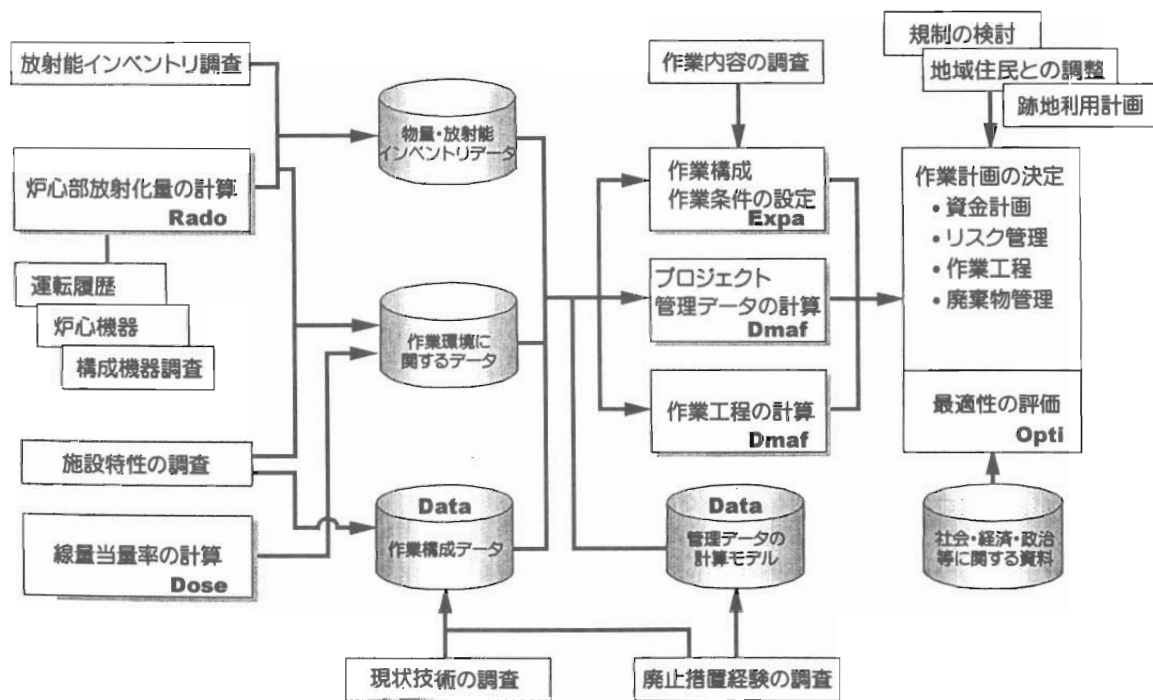 放射能インベントリ調査
炉心部放射化量の計算
Rado
運転履歴
炉心機器
構成機器調査
施設特性の調査
線量当量率の計算
Dose
物量・放射能
インベントリデータ
作業環境に
関するデータ
Data
作業構成データ
現状技術の調査
作業内容の調査
作業構成
作業条件の設定
Expa
プロジェクト
管理データの計算
Dmaf
作業工程の計算
Dmaf
Data
管理データの
計算モデル
廃止措置経験の調査
規制の検討
地域住民との調整
跡地利用計画
作業計画の決定
•資金計画
•リスク管理
•作業工程
•廃棄物管理
最適性の評価
Opti
社会・経済・政治
等に関する資料